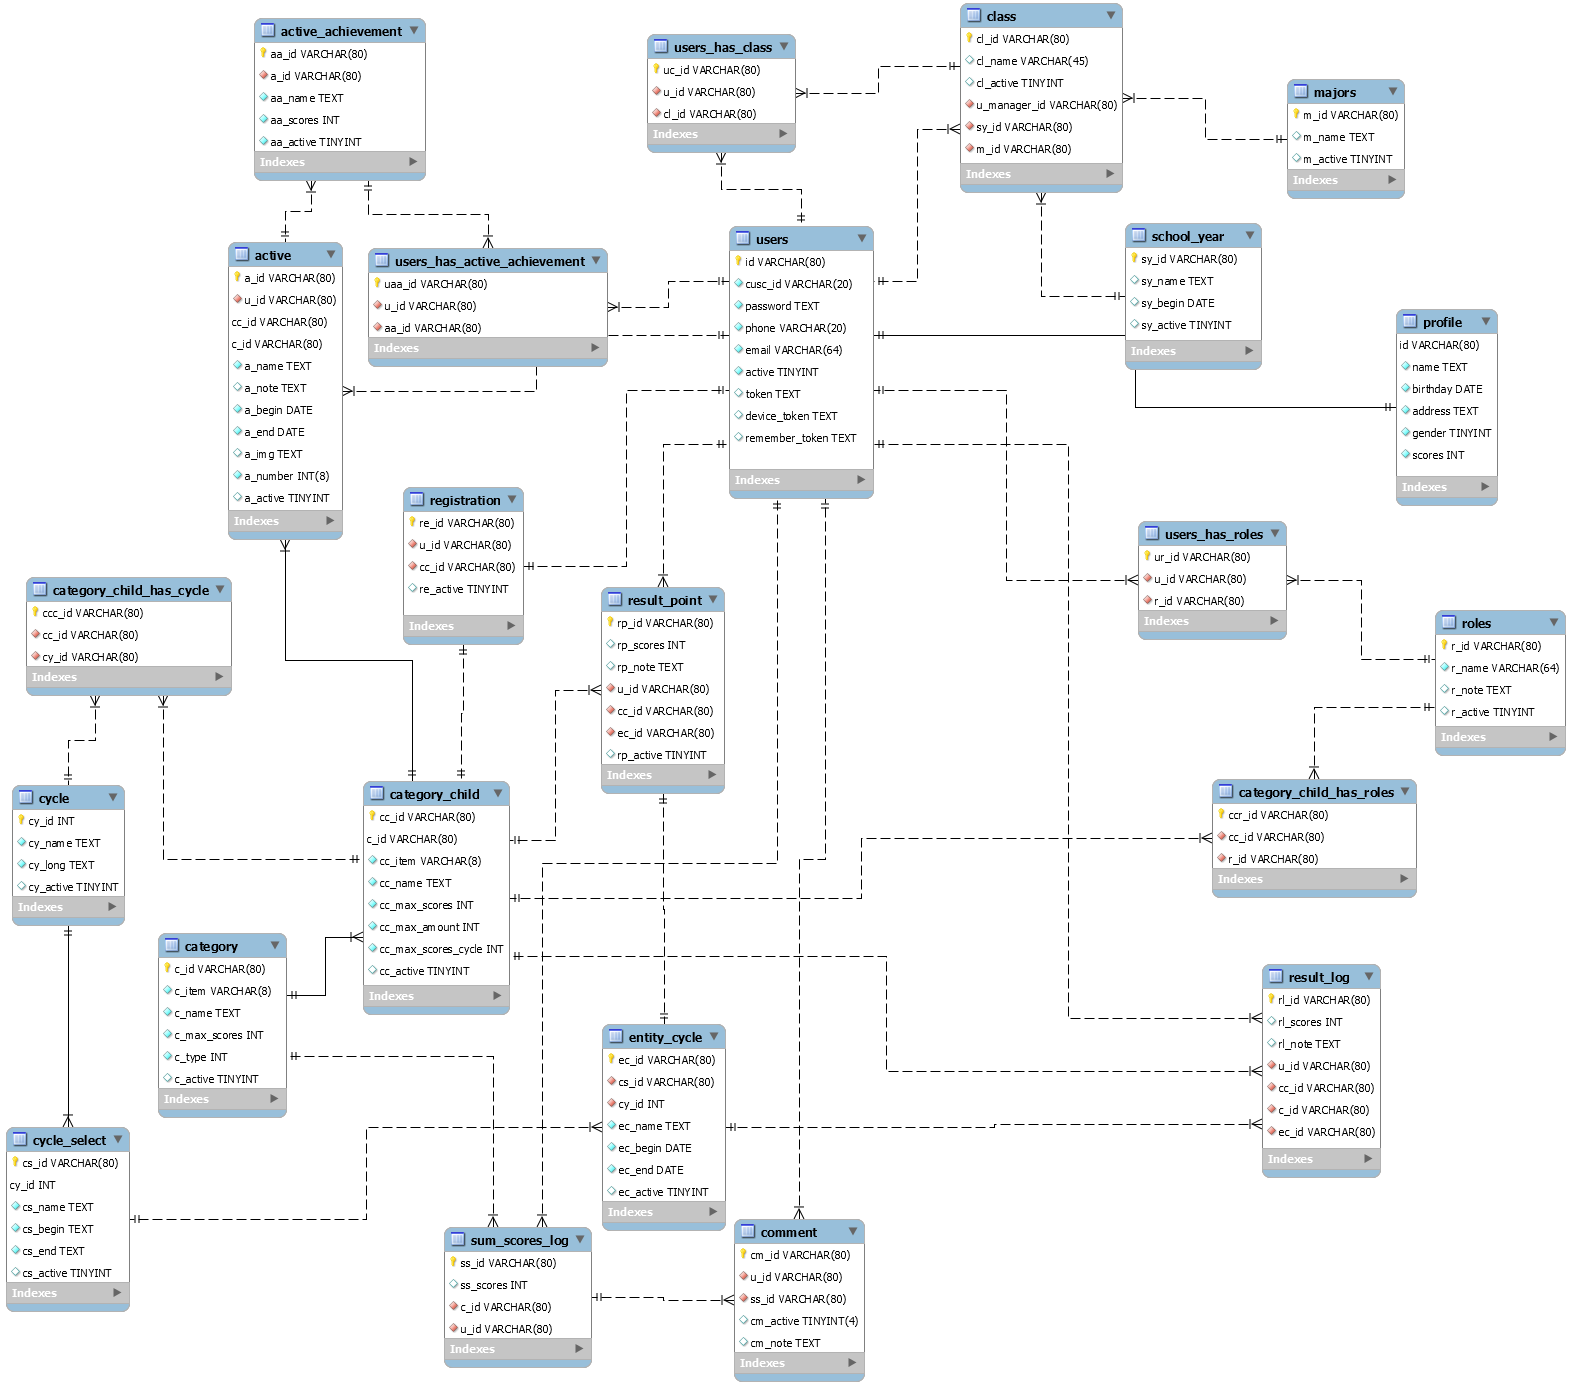 active_achievement
aa_id VARCHAR(80)
a_id VARCHAR(80)
aa_name TEXT
aa_scores INT
aa_active TINYINT
Indexes
users_has_class
uc_id VARCHAR(80)
u_id VARCHAR(80)
cl_id VARCHAR(80)
Indexes
class
cl_id VARCHAR(80)
cl_name VARCHAR(45)
cl_active TINYINT
u_manager_id VARCHAR(80)
sy_id VARCHAR(80)
m_id VARCHAR(80)
Indexes
majors
m_id VARCHAR(80)
m_name TEXT
m_active TINYINT
Indexes
active
a_id VARCHAR(80)
u_id VARCHAR(80)
cc_id VARCHAR(80)
c_id VARCHAR(80)
a_name TEXT
a_note TEXT
a_begin DATE
a_end DATE
a_img TEXT
a_number INT(8)
a_active TINYINT
Indexes
users_has_active_achievement
uaa_id VARCHAR(80)
u_id VARCHAR(80)
aa_id VARCHAR(80)
Indexes
users
id VARCHAR(80)
cusc_id VARCHAR(20)
password TEXT
phone VARCHAR(20)
email VARCHAR(64)
active TINYINT
token TEXT
device_token TEXT
remember_token TEXT
Indexes
school_year
sy_id VARCHAR(80)
sy_name TEXT
sy_begin DATE
sy_active TINYINT
Indexes
profile
id VARCHAR(80)
name TEXT
birthday DATE
address TEXT
gender TINYINT
scores INT
Indexes
registration
re_id VARCHAR(80)
u_id VARCHAR(80)
cc_id VARCHAR(80)
re_active TINYINT
Indexes
users_has_roles
ur_id VARCHAR(80)
u_id VARCHAR(80)
r_id VARCHAR(80)
Indexes
category_child_has_cycle
ccc_id VARCHAR(80)
cc_id VARCHAR(80)
cy_id VARCHAR(80)
Indexes
result_point
rp_id VARCHAR(80)
rp_scores INT
rp_note TEXT
u_id VARCHAR(80)
cc_id VARCHAR(80)
ec_id VARCHAR(80)
rp_active TINYINT
Indexes
roles
r_id VARCHAR(80)
r_name VARCHAR(64)
r_note TEXT
r_active TINYINT
Indexes
cycle
cy_id INT
cy_name TEXT
cy_long TEXT
cy_active TINYINT
Indexes
category_child
cc_id VARCHAR(80)
c_id VARCHAR(80)
cc_item VARCHAR(8)
cc_name TEXT
cc_max_scores INT
cc_max_amount INT
cc_max_scores_cycle INT
cc_active TINYINT
Indexes
category_child_has_roles
ccr_id VARCHAR(80)
cc_id VARCHAR(80)
r_id VARCHAR(80)
Indexes
category
c_id VARCHAR(80)
c_item VARCHAR(8)
c_name TEXT
c_max_scores INT
c_type INT
c_active TINYINT
Indexes
result_log
rl_id VARCHAR(80)
rl_scores INT
rl_note TEXT
u_id VARCHAR(80)
cc_id VARCHAR(80)
c_id VARCHAR(80)
ec_id VARCHAR(80)
Indexes
entity_cycle
ec_id VARCHAR(80)
cs_id VARCHAR(80)
cy_id INT
ec_name TEXT
ec_begin DATE
ec_end DATE
ec_active TINYINT
Indexes
cycle_select
cs_id VARCHAR(80)
cy_id INT
cs_name TEXT
cs_begin TEXT
cs_end TEXT
cs_active TINYINT
Indexes
sum_scores_log
ss_id VARCHAR(80)
ss_scores INT
c_id VARCHAR(80)
u_id VARCHAR(80)
Indexes
comment
cm_id VARCHAR(80)
u_id VARCHAR(80)
ss_id VARCHAR(80)
cm_active TINYINT(4)
cm_note TEXT
Indexes